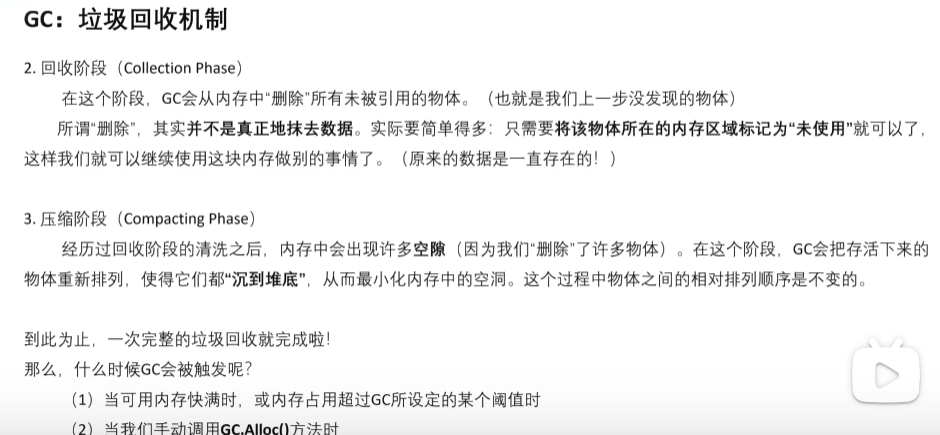 GC：垃圾回收机制
2. 回收阶段（Collection Phase）
在这个阶段，GC会从内存中“删除”所有未被引用的物体。（也就是我们上一步没发现的物体）
所谓“删除”，其实并不是真正地抹去数据。实际要简单得多：只需要将该物体所在的内存区域标记为“未使用”就可以了，
这样我们就可以继续使用这块内存做别的事情了。（原来的数据是一直存在的！）
3. 压缩阶段（Compacting Phase）
经历过回收阶段的清洗之后，内存中会出现许多空隙（因为我们“删除”了许多物体）。在这个阶段，GC会把存活下来的
物体重新排列，使得它们都“沉到堆底”，从而最小化内存中的空洞。这个过程中物体之间的相对排列顺序是不变的。
到此为止，一次完整的垃圾回收就完成啦！
那么，什么时候GC会被触发呢？
（1）当可用内存快满时，或内存占用超过GC所设定的某个阈值时
（2）当我们手动调用GC.Alloc()方法时